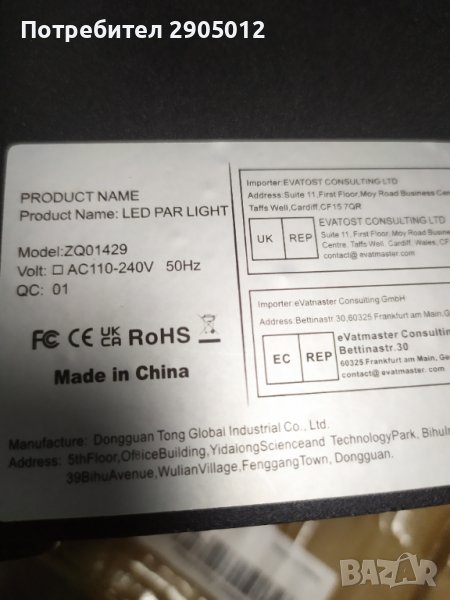 Потребител 2905012
PRODUCT NAME
Product Name: LED PAR LIGHT
Model:ZQ01429
Volt: AC110-240V 50Hz
QC: 01
FC CE UK CA RoHS
Made in China
Importer:EVATOST CONSULTING LTD
Address:Suite 11,First Floor,Moy Road Business
Taffs Well,Cardiff,CF15 7QR
UK REP
EVATOST CONSULTING LTD
Suite 11, First Floor, Moy Road Business
Centre, Taffs Well, Cardiff, Wales,
contact@evatmaster.com
Importer:eVatmaster Consulting GmbH
Address:Bettinastr.30,60325 Frankfurt am Main,
EC REP
eVatmaster Consulting
Bettinastr.30
60325.Frankfurt am Main,
contact@evatmaster.com
Manufacture: Dongguan Tong Global Industrial Co., Ltd.
Address: 5thFloor,OfficeBuilding,YidalongScienceand TechnologyPark,
39BihuAvenue,WulianVillage,FenggangTown, Dongguan.
BAZAR